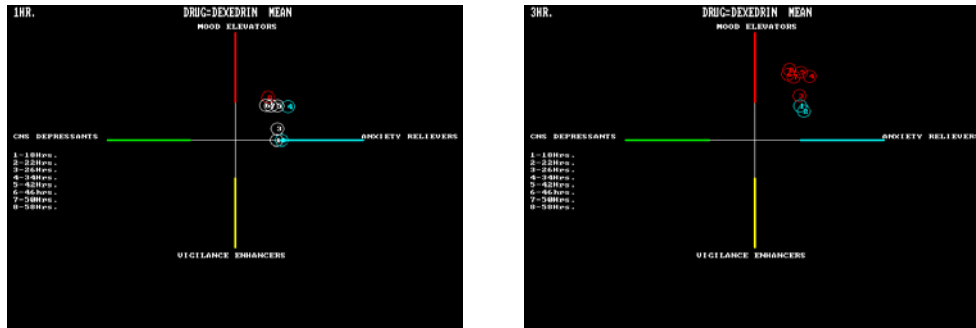 1HR. DRUG=DEXEDRIN MEAN
MOOD ELEVATORS
CNS DEPRESSANTS ANXIETY RELIEVERS
1-18Hrs.
2-22Hrs.
3-26Hrs.
4-34Hrs.
5-42Hrs.
6-46hrs.
7-50Hrs.
8-58Hrs.
VIGILANCE ENHANCERS
3HR. DRUG=DEXEDRIN MEAN
MOOD ELEVATORS
CNS DEPRESSANTS ANXIETY RELIEVERS
1-18Hrs.
2-22Hrs.
3-26Hrs.
4-34Hrs.
5-42Hrs.
6-46hrs.
7-50Hrs.
8-58Hrs.
VIGILANCE ENHANCERS